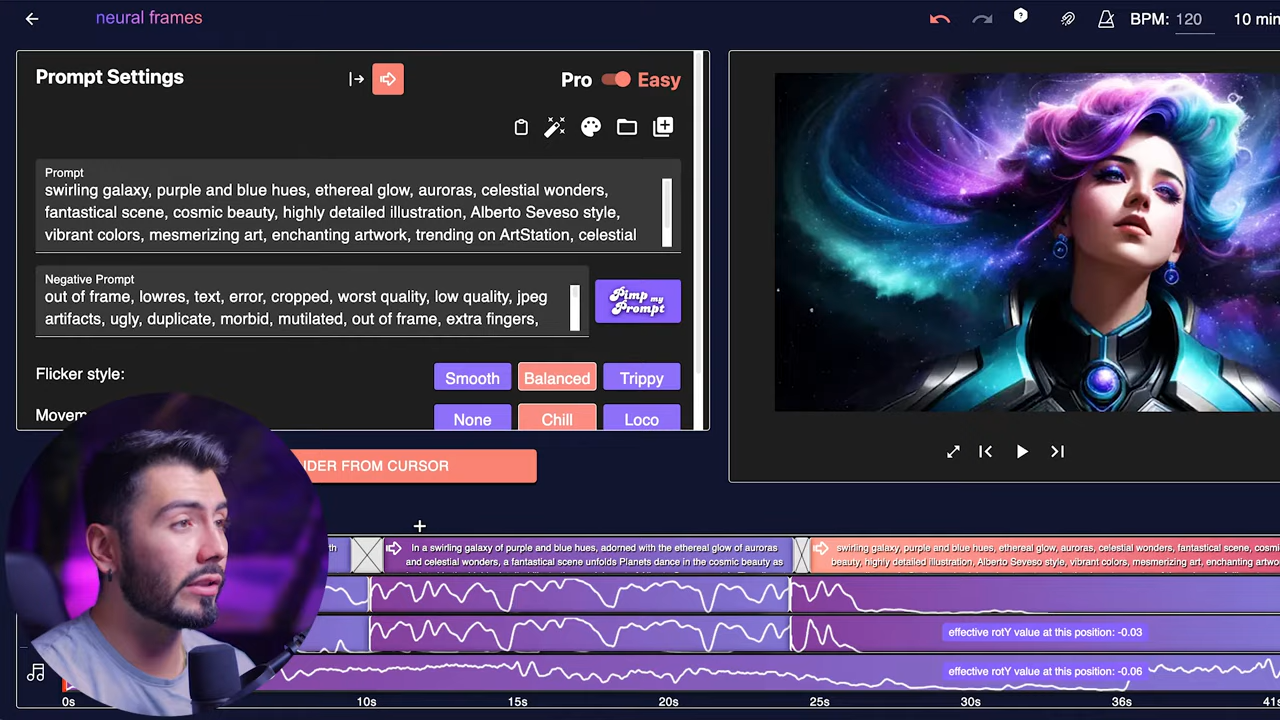 neural frames
BPM: 120
10 min
Prompt Settings
Pro Easy
Prompt
swirling galaxy, purple and blue hues, ethereal glow, auroras, celestial wonders,
fantastical scene, cosmic beauty, highly detailed illustration, Alberto Seveso style,
vibrant colors, mesmerizing art, enchanting artwork, trending on ArtStation, celestial
Negative Prompt
out of frame, lowres, text, error, cropped, worst quality, low quality, jpeg
artifacts, ugly, duplicate, morbid, mutilated, out of frame, extra fingers,
Pimp my
Prompt
Flicker style:
Smooth Balanced Trippy
Movem
None Chill Loco
NDER FROM CURSOR
th
In a swirling galaxy of purple and blue hues, adorned with the ethereal glow of auroras
and celestial wonders, a fantastical scene unfolds Planets dance in the cosmic beauty as
swirling galaxy, purple and blue hues, ethereal glow, auroras, celestial wonders, fantastical scene, cosmi
beauty, highly detailed illustration, Alberto Seveso style, vibrant colors, mesmerizing art, enchanting artwo
effective rotY value at this position: -0.03
effective rotY value at this position: -0.06
0s 10s 15s 20s 25s 30s 36s 41s